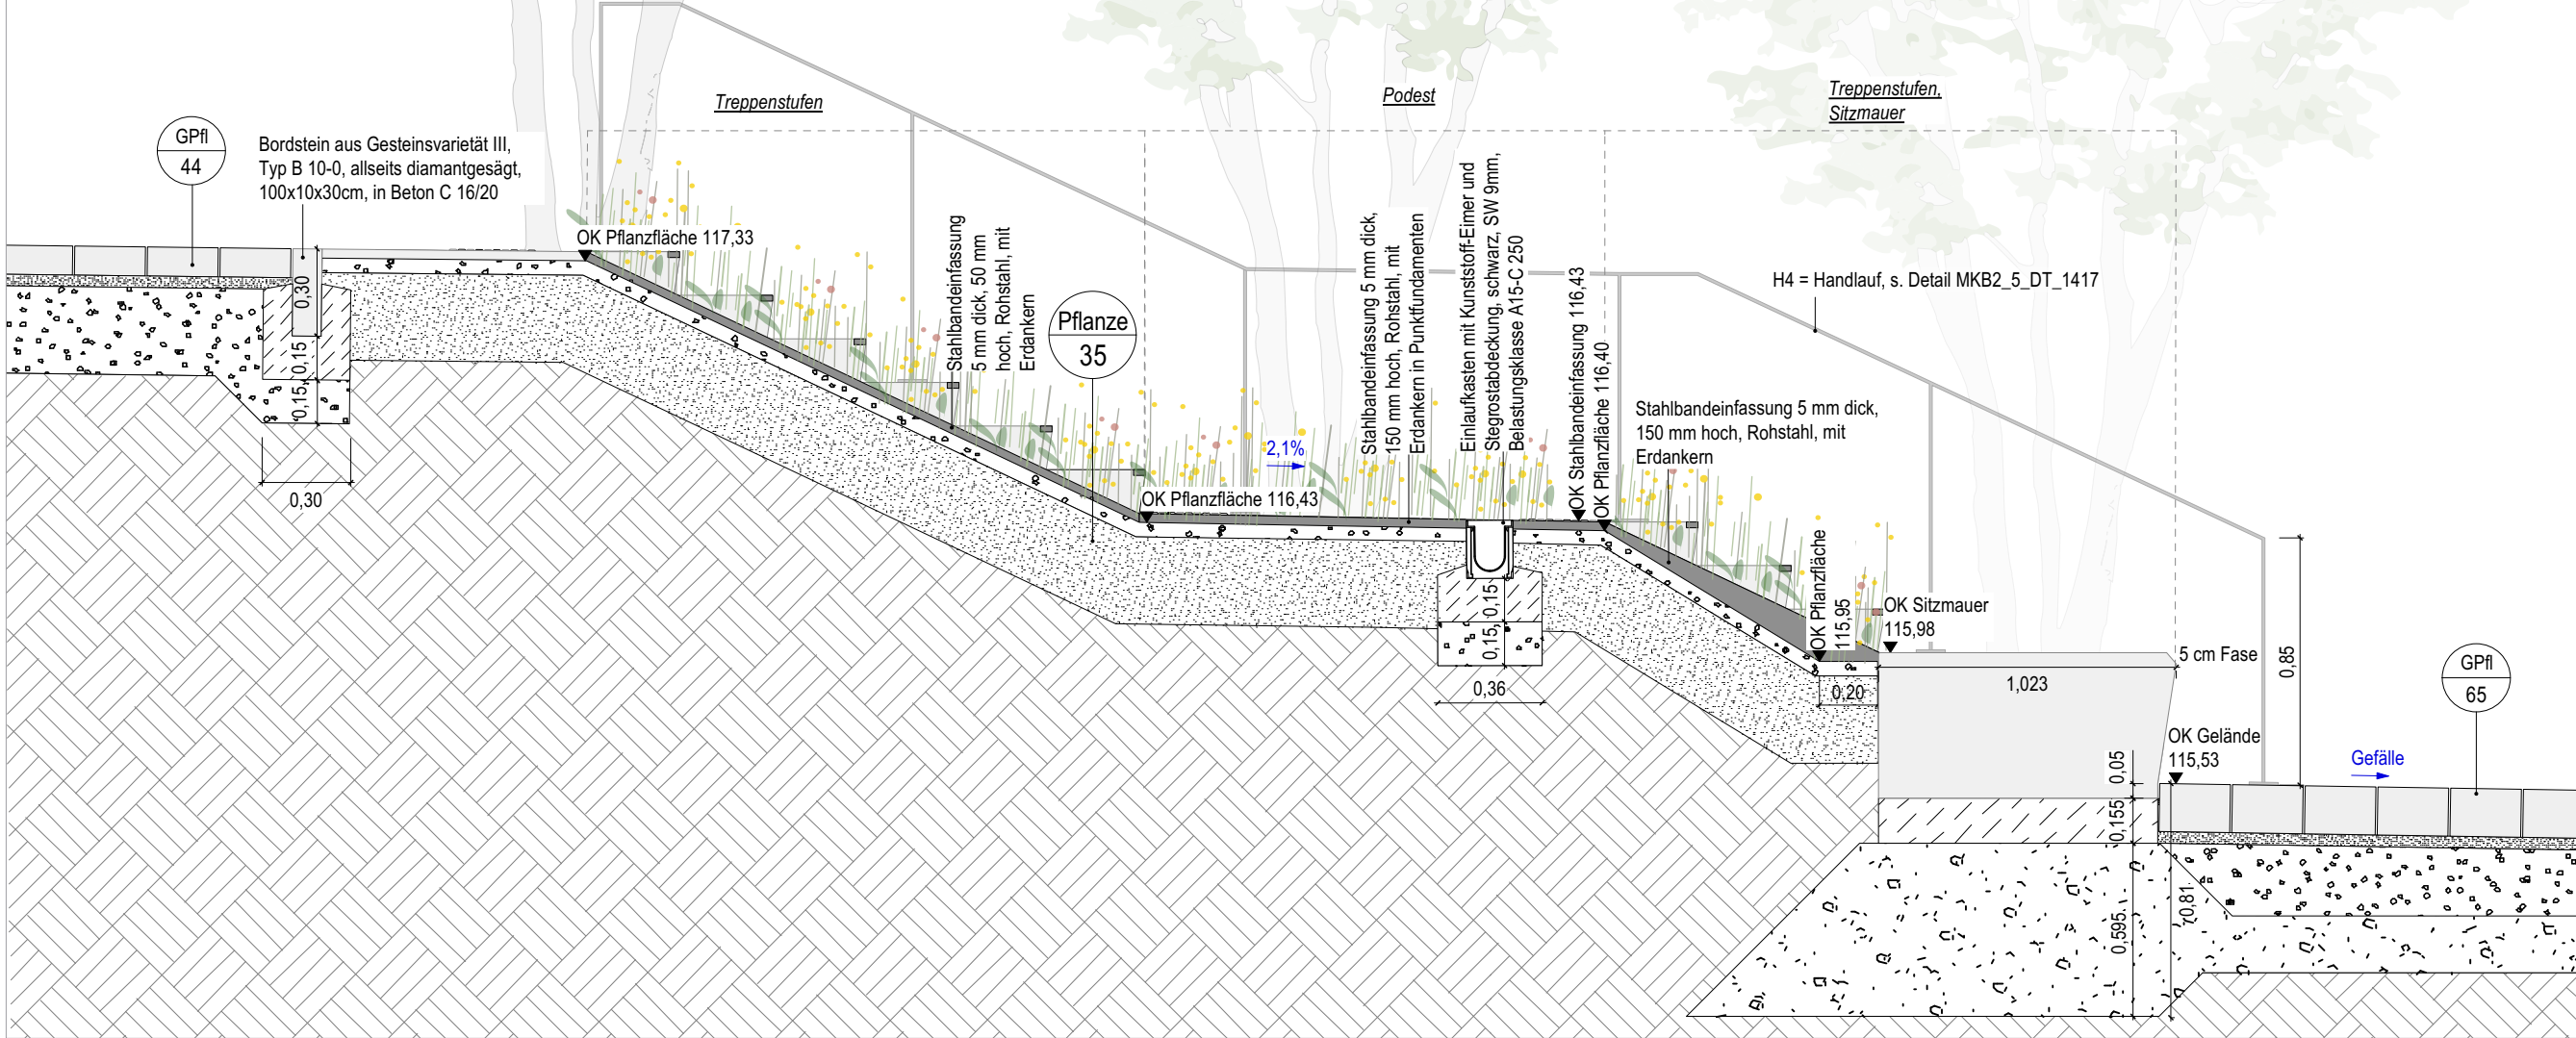 Treppenstufen
Podest
Treppenstufen,
Sitzmauer
GPfl
44
Bordstein aus Gesteinsvarietät III,
Typ B 10-0, allseits diamantgesägt,
100x10x30cm, in Beton C 16/20
OK Pflanzfläche 117,33
Stahlbandeinfassung
5 mm dick, 50 mm
hoch, Rohstahl, mit
Erdankern
Pflanze
35
Stahlbandeinfassung 5 mm dick,
150 mm hoch, Rohstahl, mit
Erdankern in Punktfundamenten
Einlaufkasten mit Kunststoff-Eimer und
Stegrostabdeckung, schwarz, SW 9mm,
Belastungsklasse A15-C 250
OK Stahlbandeinfassung 116,43
OK Pflanzfläche 116,40
H4 = Handlauf, s. Detail MKB2_5_DT_1417
Stahlbandeinfassung 5 mm dick,
150 mm hoch, Rohstahl, mit
Erdankern
0,30
0,15
0,15
0,30
2,1%
OK Pflanzfläche 116,43
0,15
0,15
0,36
OK Pflanzfläche
115,95
OK Sitzmauer
115,98
0,20
1,023
5 cm Fase
0,85
GPfl
65
OK Gelände
115,53
Gefälle
0,05
0,155
0,595
0,81